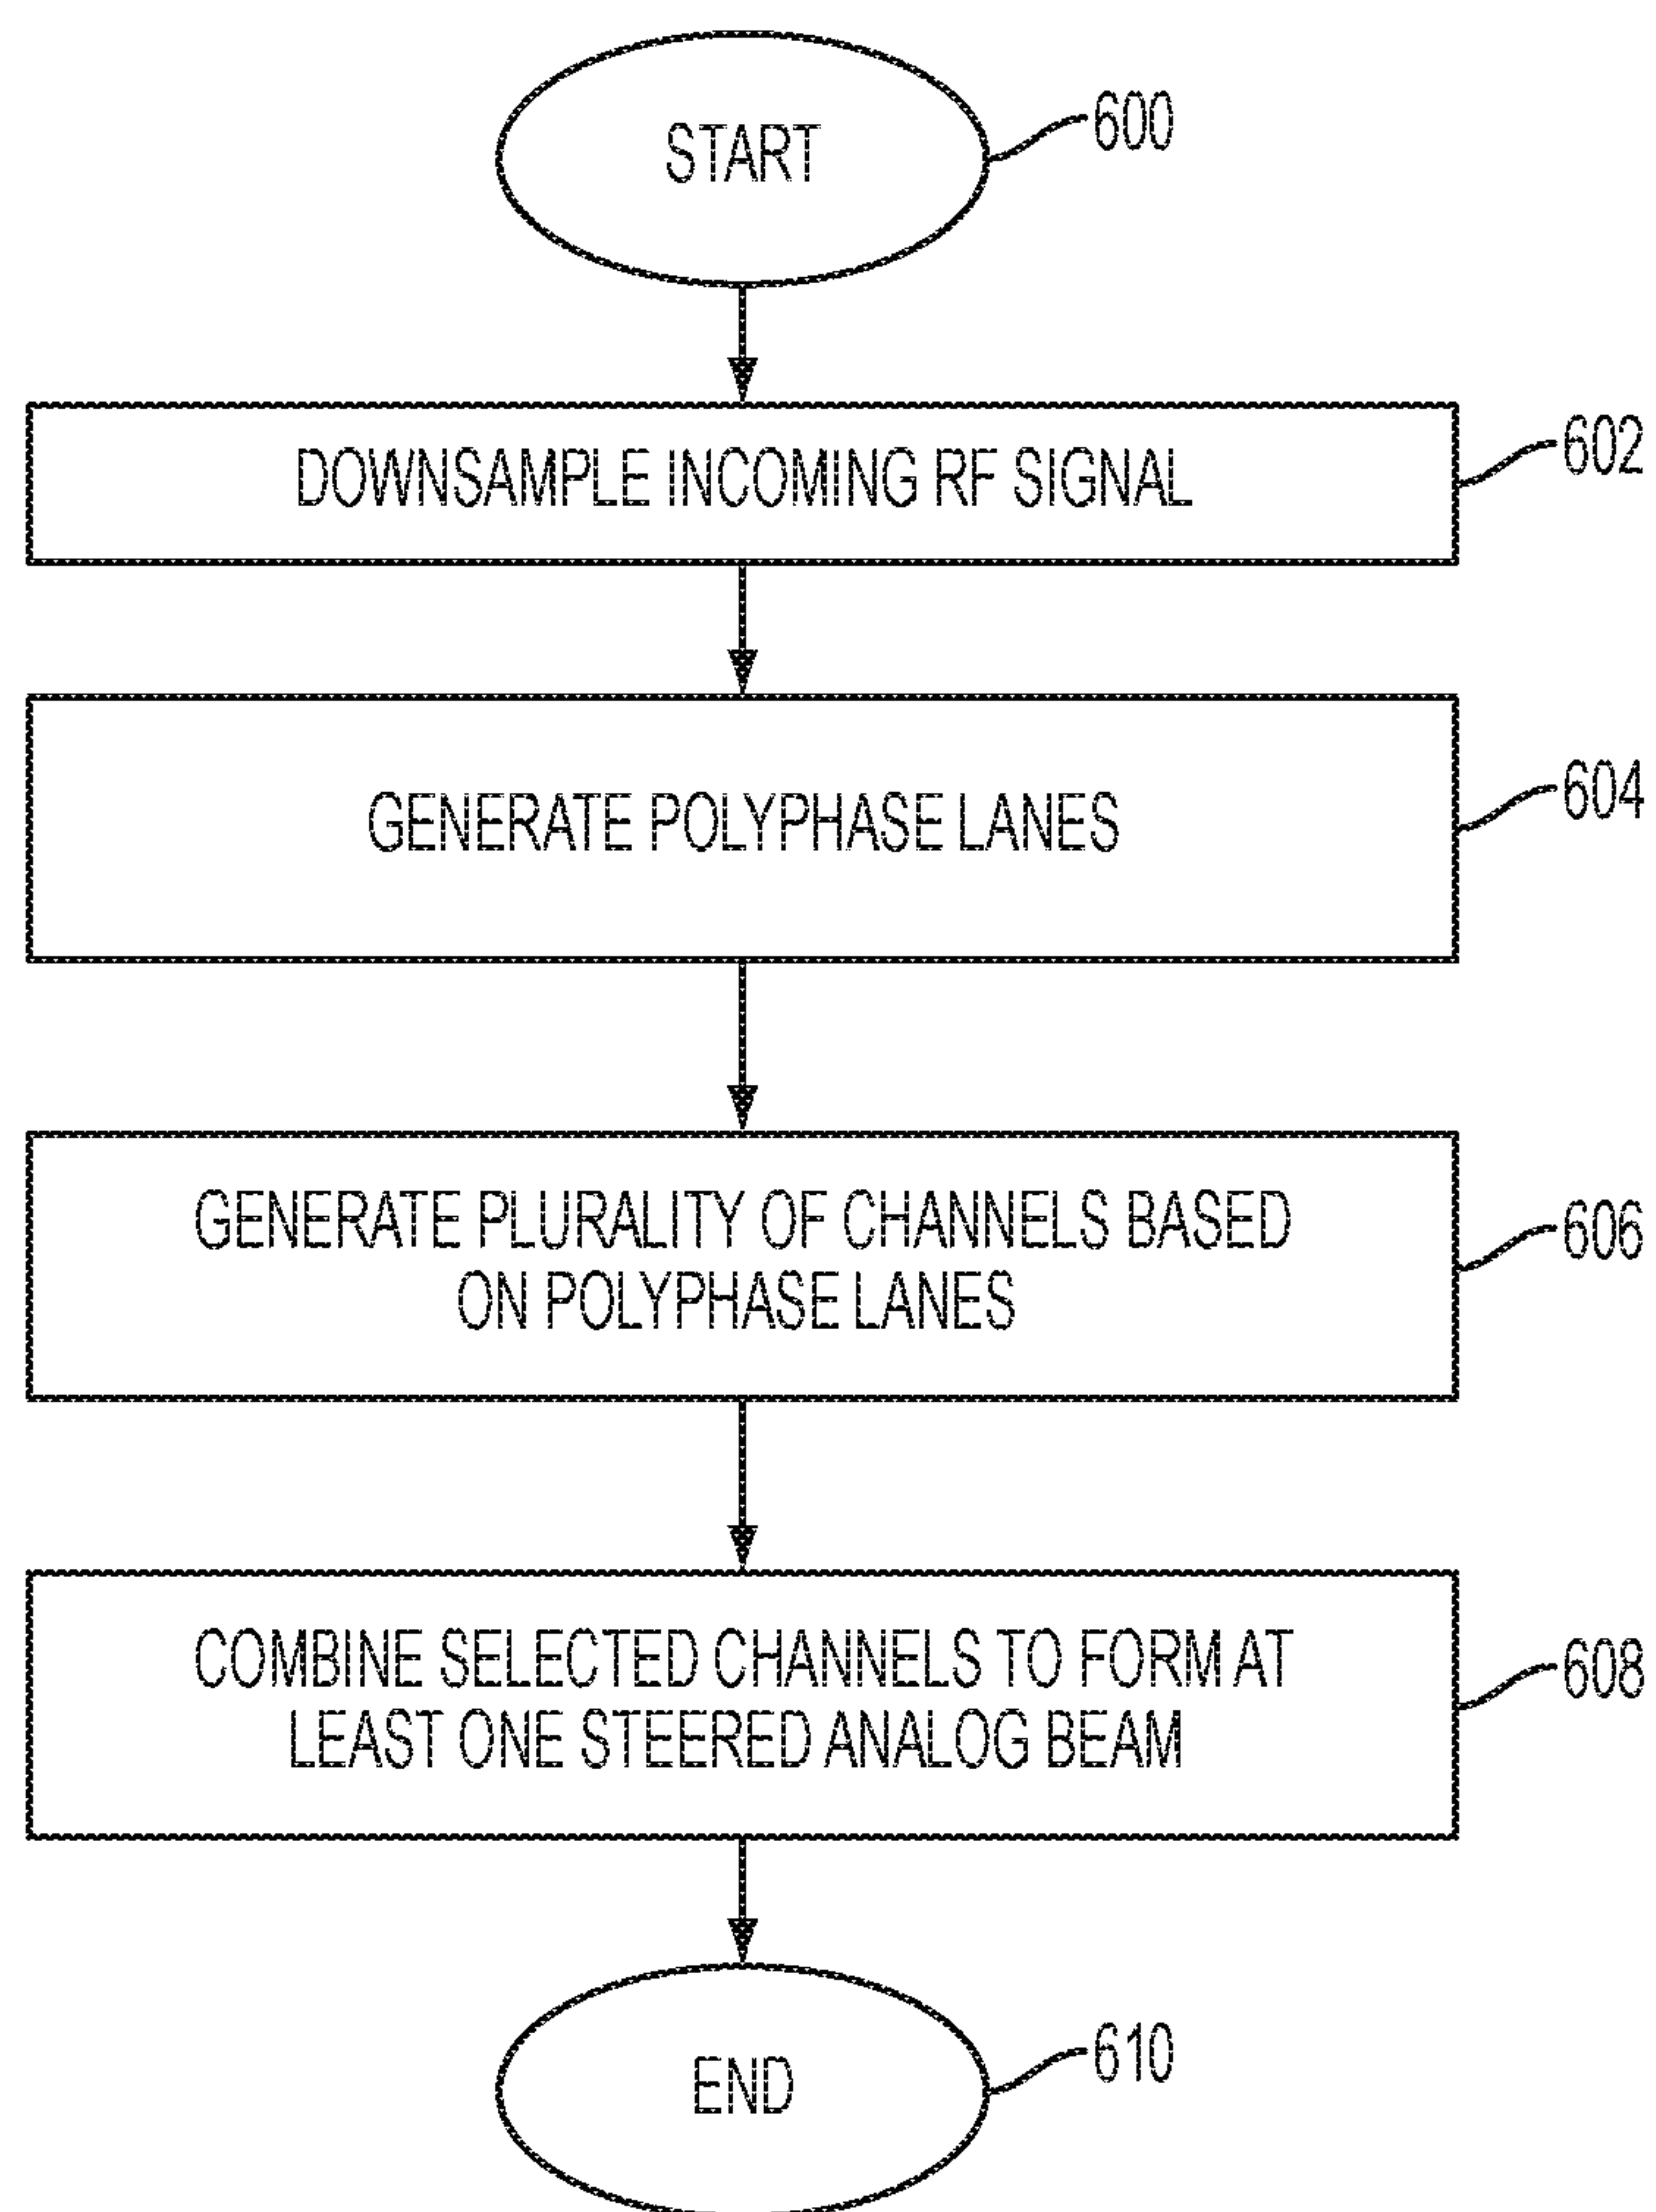 START
600
DOWNSAMPLE INCOMING RF SIGNAL
602
GENERATE POLYPHASE LANES
604
GENERATE PLURALITY OF CHANNELS BASED
ON POLYPHASE LANES
606
COMBINE SELECTED CHANNELS TO FORM AT
LEAST ONE STEERED ANALOG BEAM
608
END
610